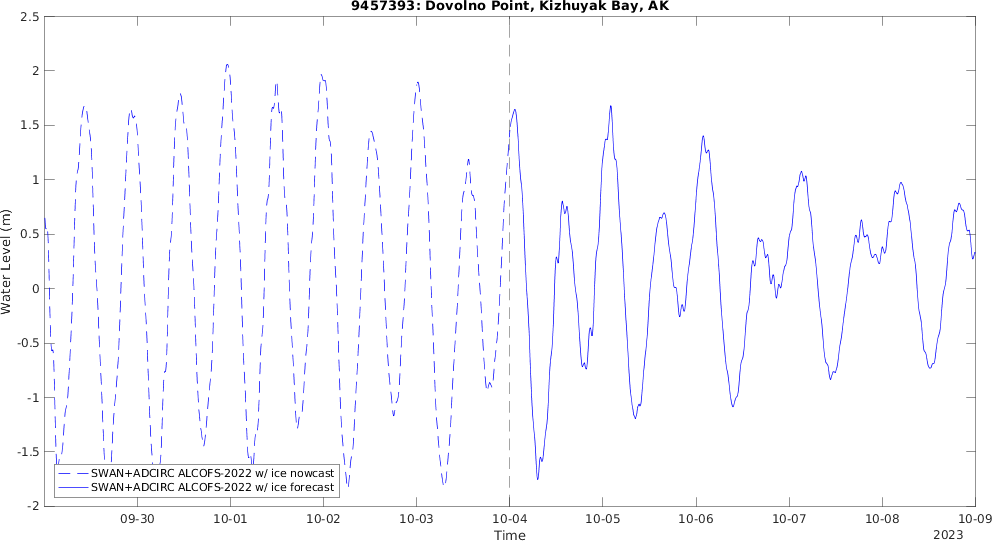 9457393: Dovolno Point, Kizhuyak Bay, AK
Water Level (m)
2.5
2
1.5
1
0.5
0
-0.5
-1
-1.5
-2
SWAN+ADCIRC ALCOFS-2022 w/ ice nowcast
SWAN+ADCIRC ALCOFS-2022 w/ ice forecast
09-30 10-01 10-02 10-03 10-04 10-05 10-06 10-07 10-08 10-09
Time
2023